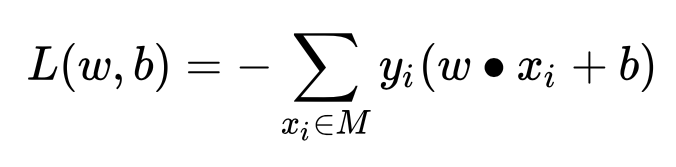 L(w, b) = − ∑_{x_i∈M} y_i(w • x_i + b)